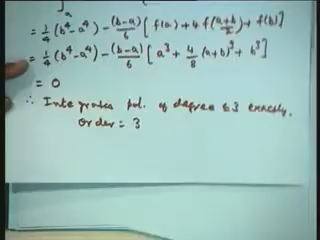 ∫ₐ
= 1/4 (b⁴ - a⁴) - (b-a)/6 [ f(a) + 4 f((a+b)/2) + f(b) ]
= 1/4 (b⁴ - a⁴) - (b-a)/6 [ a³ + 4/8 (a+b)³ + b³ ]
= 0
∴ Integrates pol. of degree ≤ 3 exactly.
Order = 3